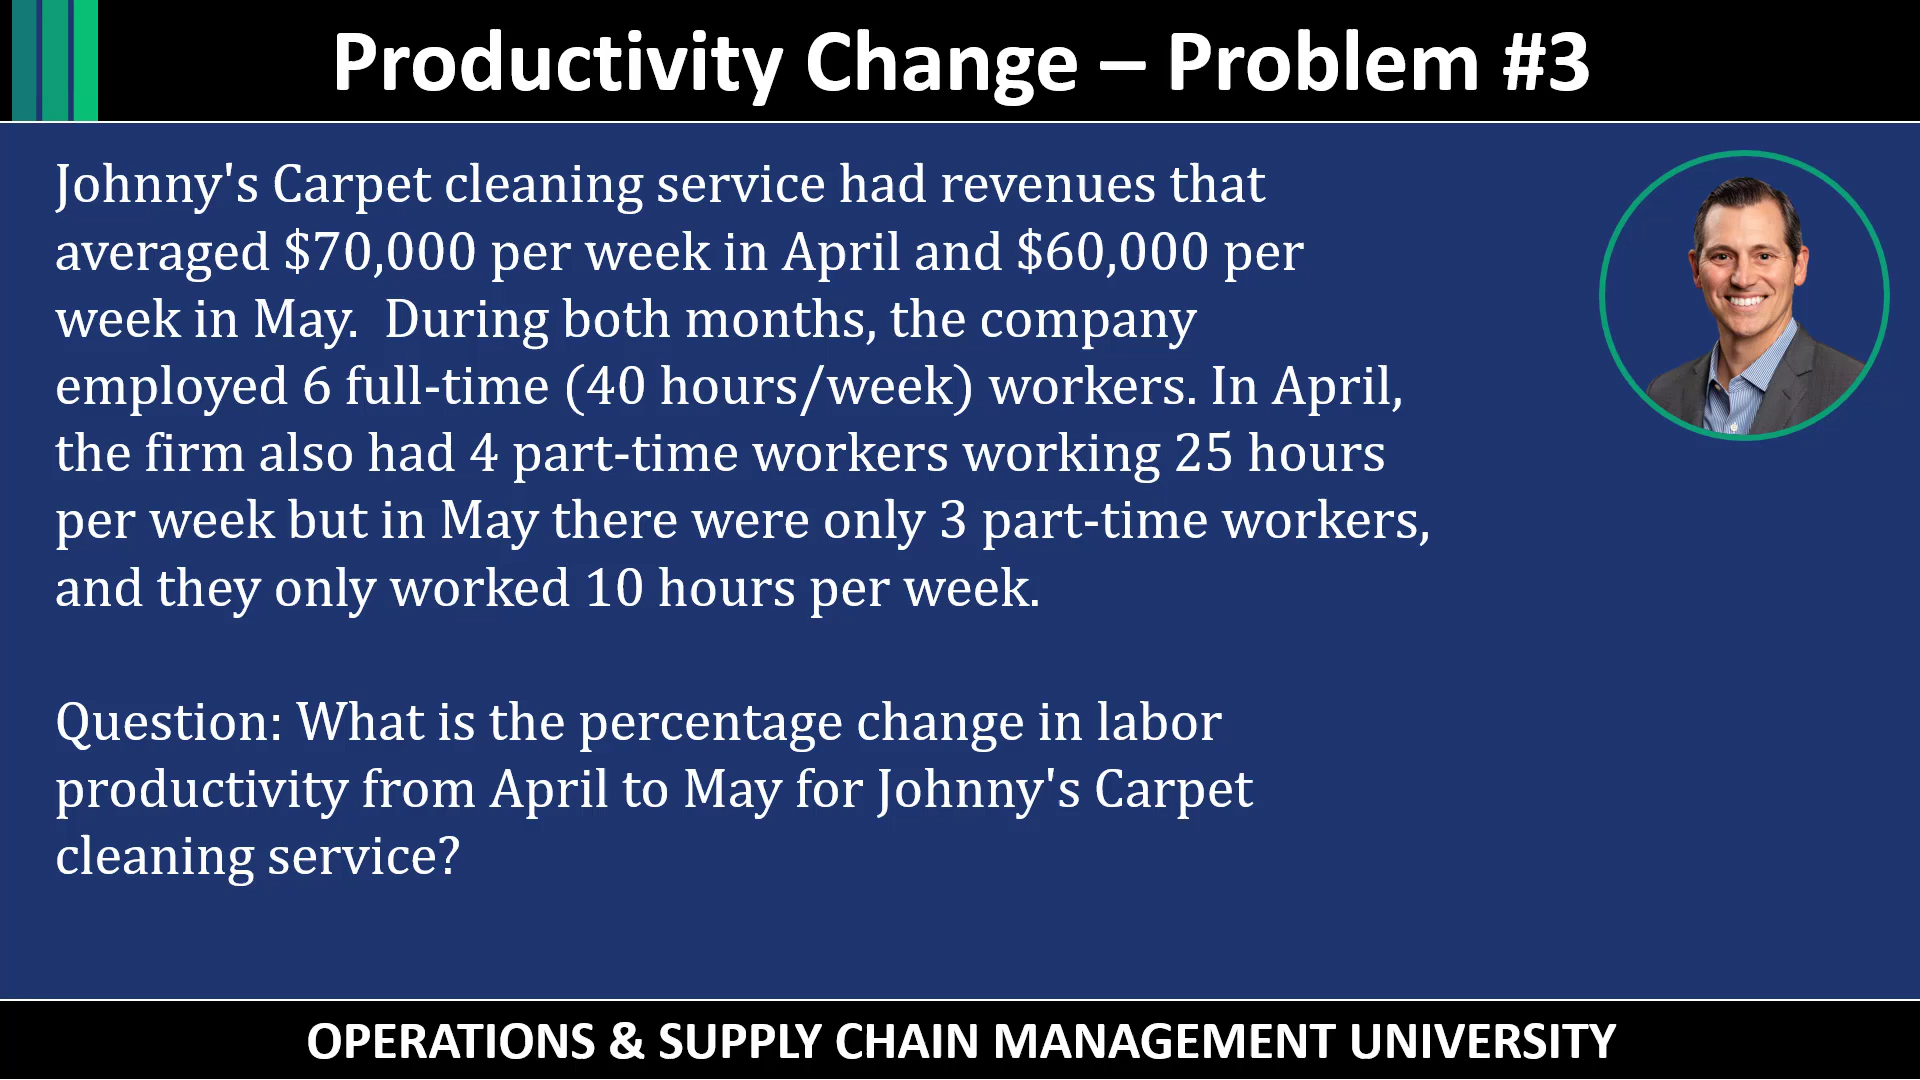 Productivity Change – Problem #3
Johnny's Carpet cleaning service had revenues that
averaged $70,000 per week in April and $60,000 per
week in May.  During both months, the company
employed 6 full-time (40 hours/week) workers. In April,
the firm also had 4 part-time workers working 25 hours
per week but in May there were only 3 part-time workers,
and they only worked 10 hours per week.
Question: What is the percentage change in labor
productivity from April to May for Johnny's Carpet
cleaning service?
OPERATIONS & SUPPLY CHAIN MANAGEMENT UNIVERSITY